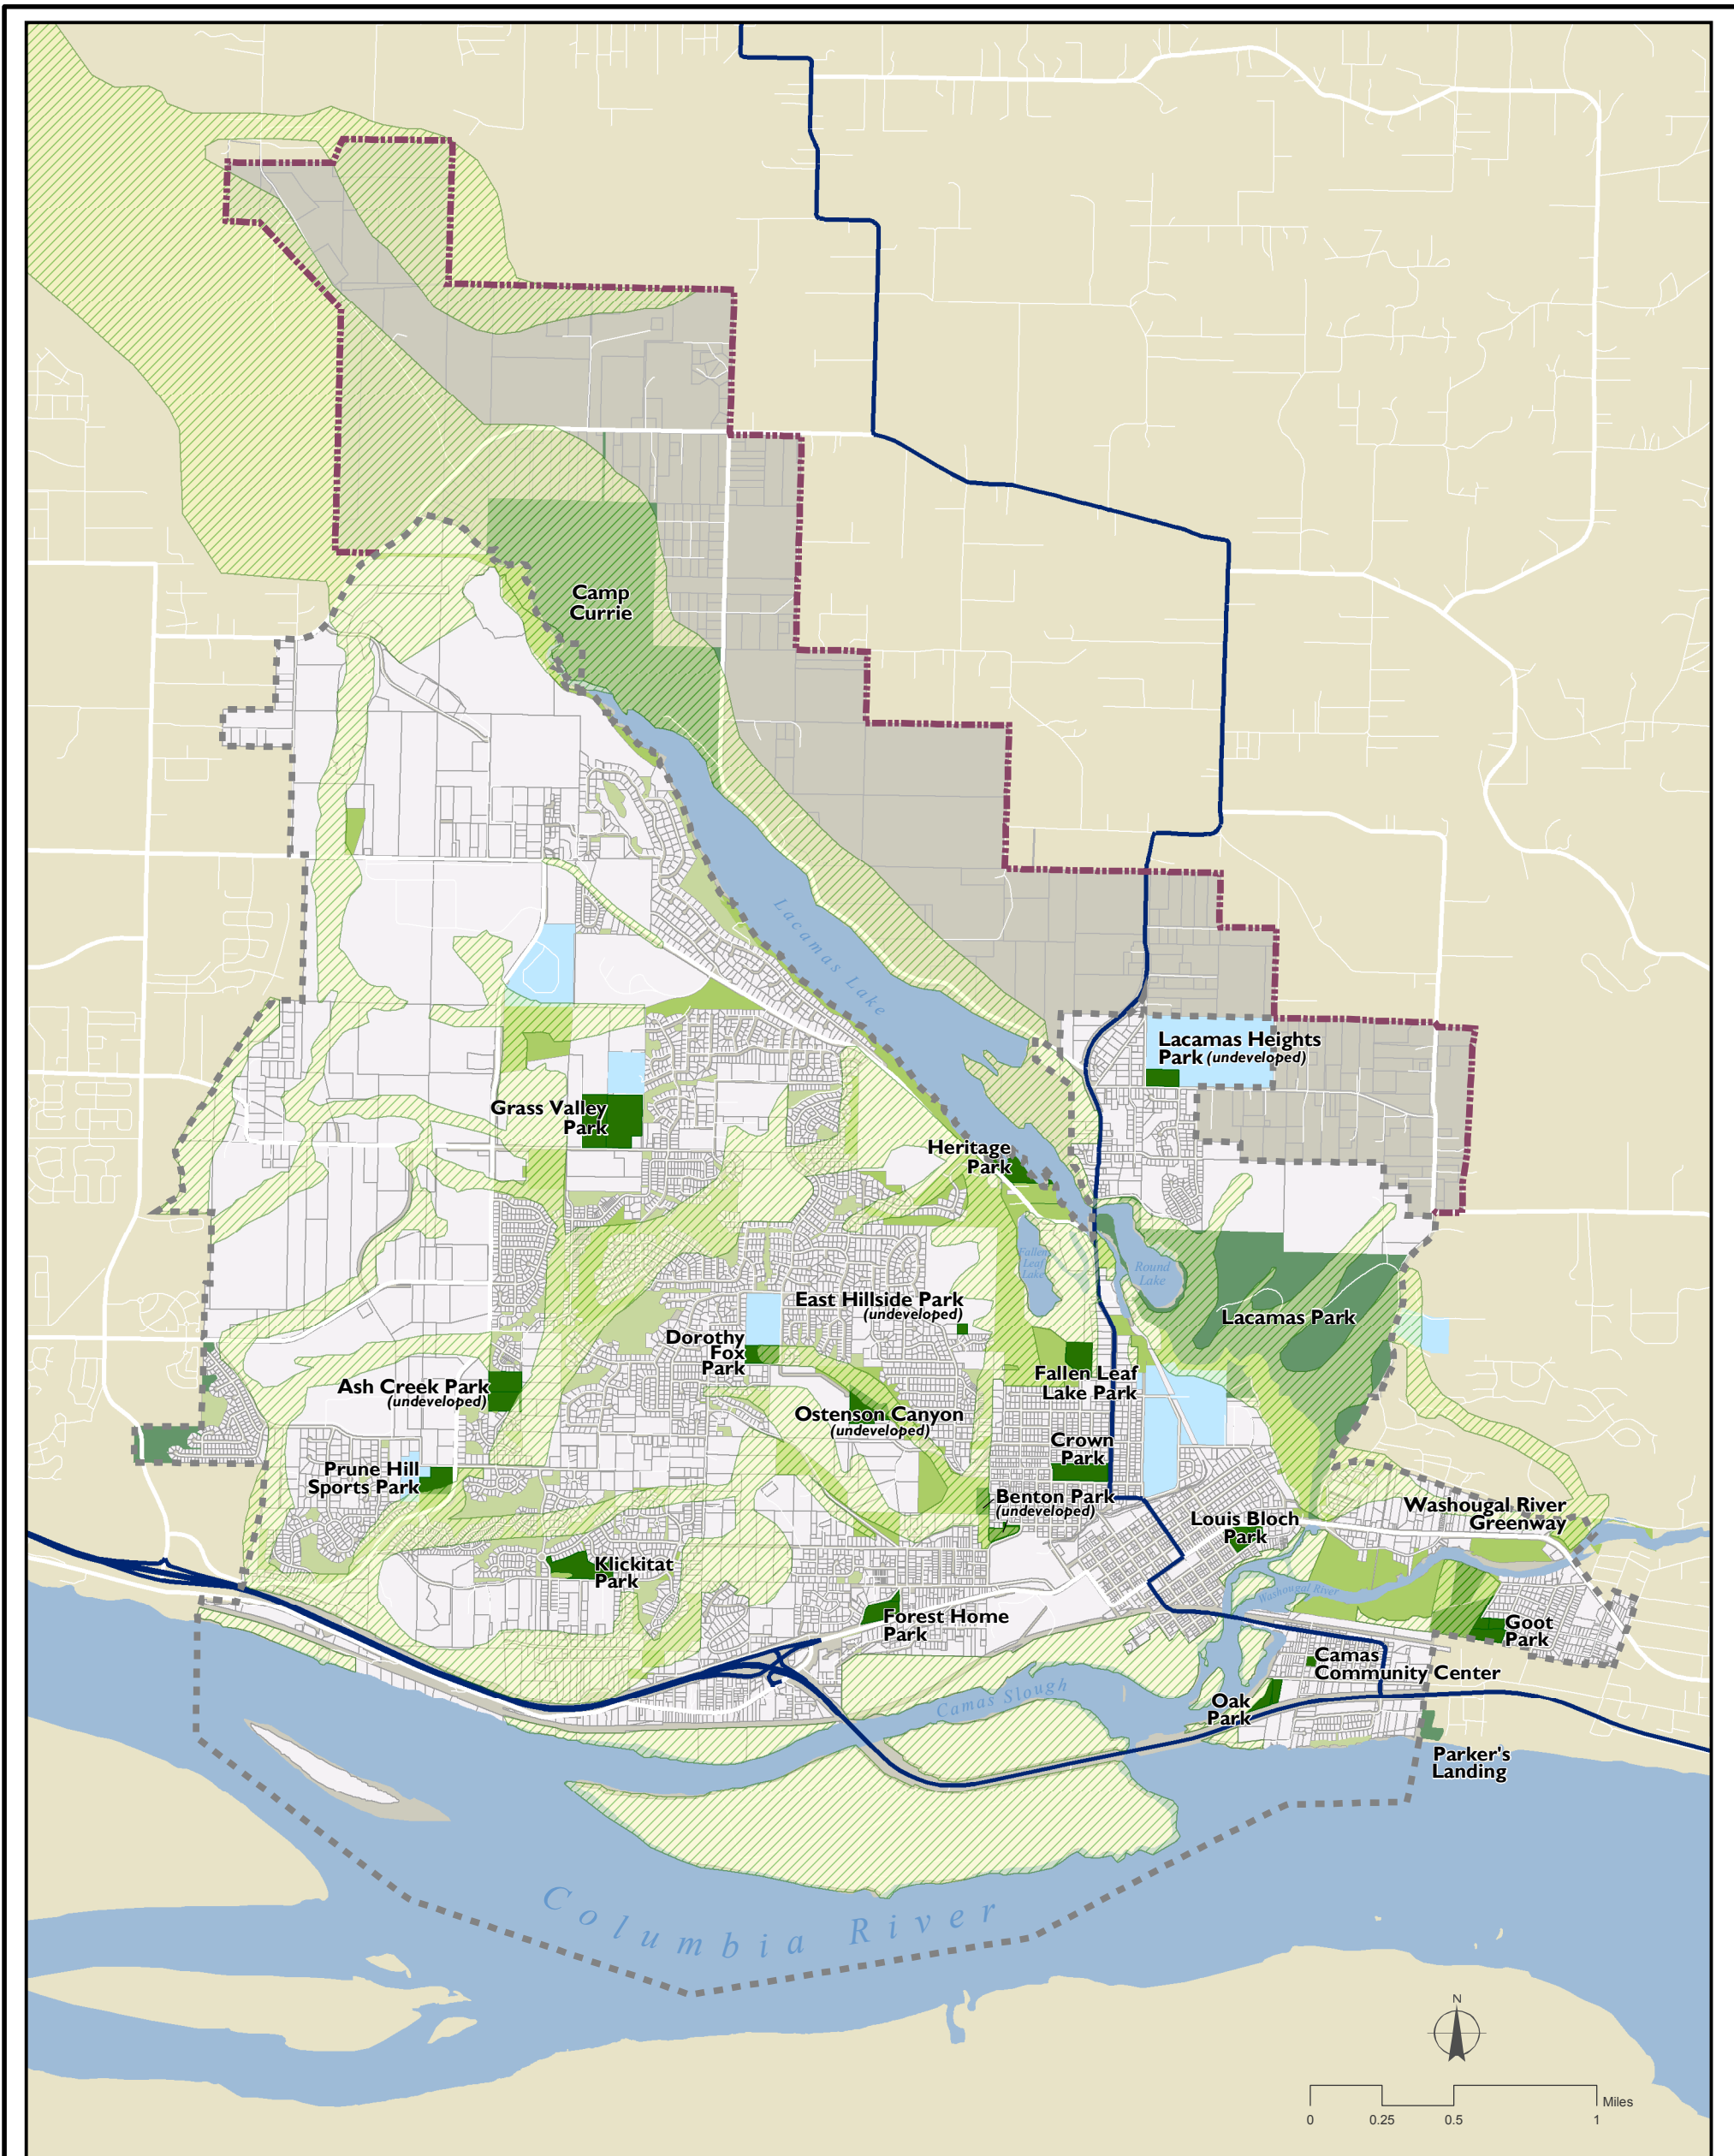 Camp
Currie
Lacamas Lake
Lacamas Heights
Park (undeveloped)
Grass Valley
Park
Heritage
Park
Fallen
Leaf
Lake
Round
Lake
East Hillside Park
(undeveloped)
Lacamas Park
Dorothy
Fox
Park
Fallen Leaf
Lake Park
Ash Creek Park
(undeveloped)
Ostenson Canyon
(undeveloped)
Crown
Park
Prune Hill
Sports Park
Benton Park
(undeveloped)
Louis Bloch
Park
Washougal River
Greenway
Klickitat
Park
Washougal River
Forest Home
Park
Goot
Park
Camas
Community Center
Camas Slough
Oak
Park
Parker's
Landing
Columbia River
N
Miles
0 0.25 0.5 1